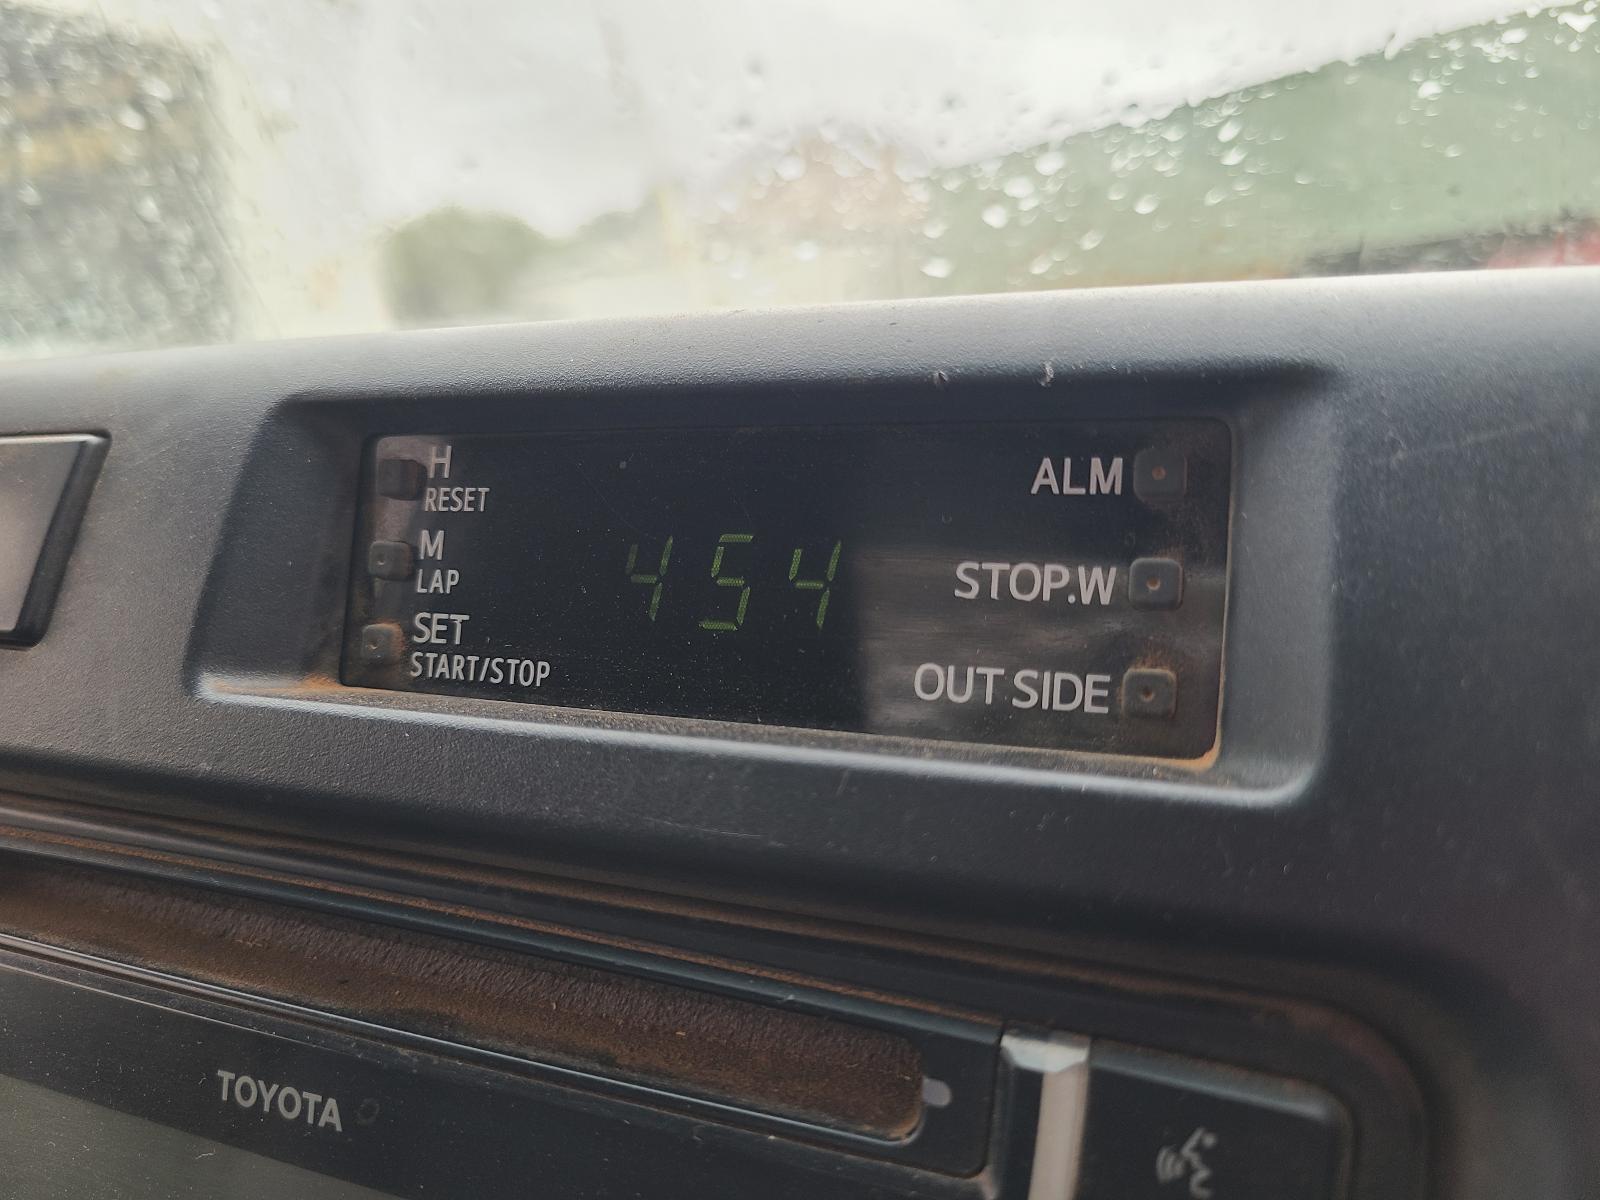 H
RESET
M
LAP
SET
START/STOP
454
ALM
STOP.W
OUT SIDE
TOYOTA